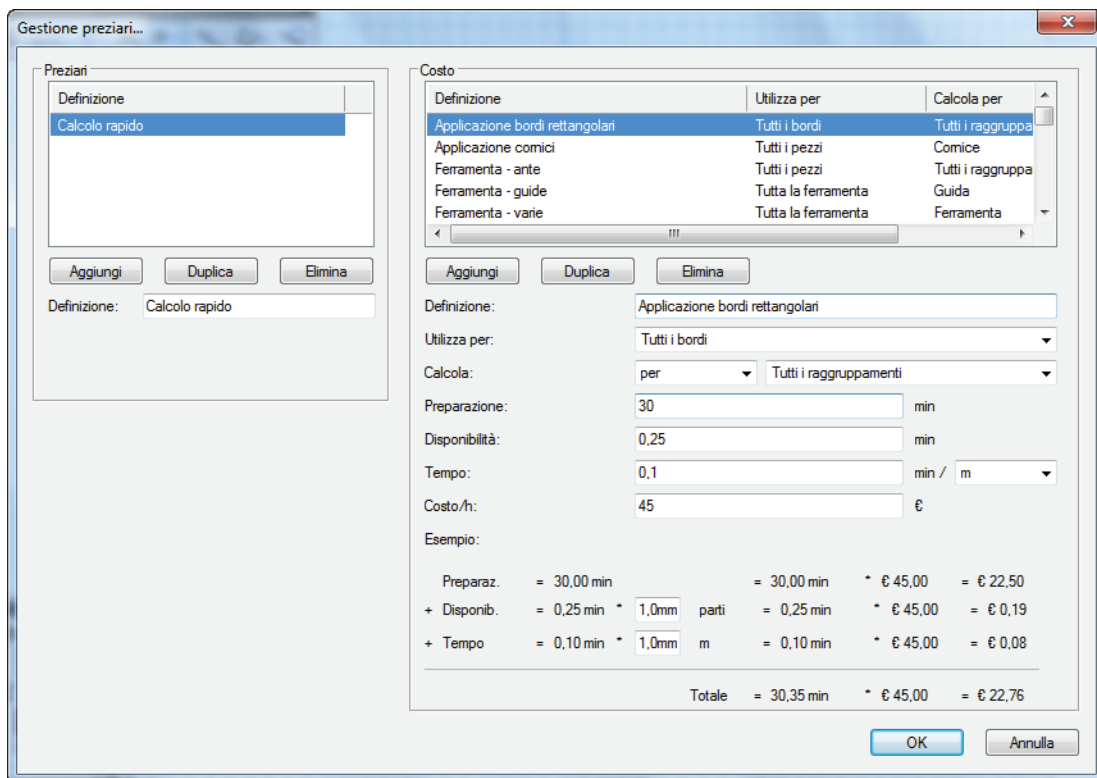 Gestione preziari...
Preziari
Definizione
Calcolo rapido
Aggiungi Duplica Elimina
Definizione: Calcolo rapido
Costo
Definizione Utilizza per Calcola per
Applicazione bordi rettangolari Tutti i bordi Tutti i raggruppa
Applicazione cornici Tutti i pezzi Cornice
Ferramenta - ante Tutti i pezzi Tutti i raggruppa
Ferramenta - guide Tutta la ferramenta Guida
Ferramenta - varie Tutta la ferramenta Ferramenta
Aggiungi Duplica Elimina
Definizione: Applicazione bordi rettangolari
Utilizza per: Tutti i bordi
Calcola: per Tutti i raggruppamenti
Preparazione: 30 min
Disponibilità: 0,25 min
Tempo: 0,1 min / m
Costo/h: 45 €
Esempio:
Preparaz. = 30,00 min = 30,00 min * € 45,00 = € 22,50
+ Disponib. = 0,25 min * 1,0mm parti = 0,25 min * € 45,00 = € 0,19
+ Tempo = 0,10 min * 1,0mm m = 0,10 min * € 45,00 = € 0,08
Totale = 30,35 min * € 45,00 = € 22,76
OK Annulla